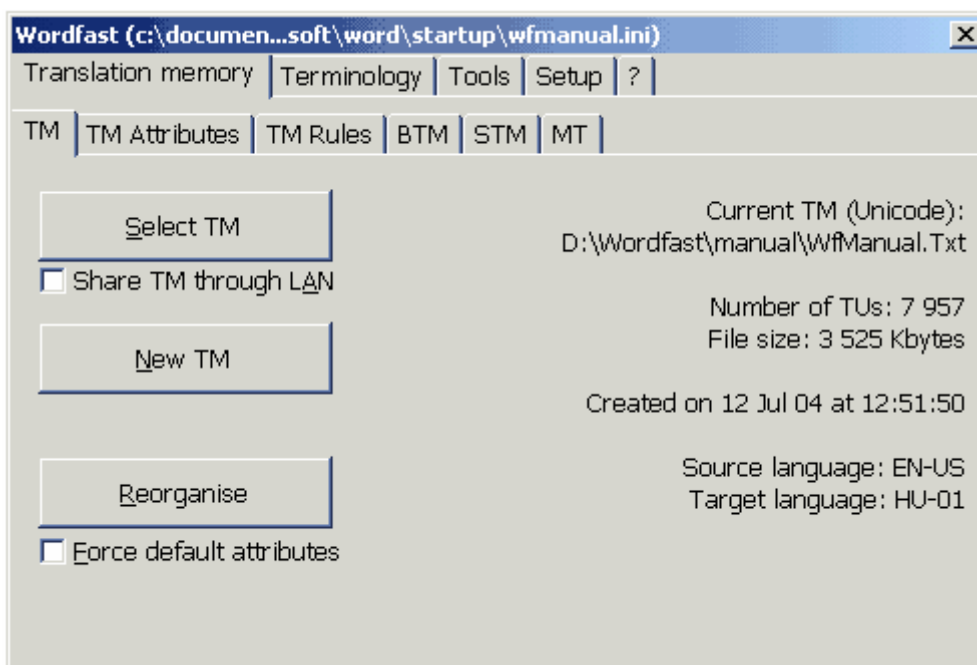 Wordfast (c:\documen...soft\word\startup\wfmanual.ini)
Translation memory Terminology Tools Setup ?
TM TM Attributes TM Rules BTM STM MT
Select TM
Share TM through LAN
New TM
Reorganise
Force default attributes
Current TM (Unicode):
D:\Wordfast\manual\WfManual.Txt
Number of TUs: 7 957
File size: 3 525 Kbytes
Created on 12 Jul 04 at 12:51:50
Source language: EN-US
Target language: HU-01